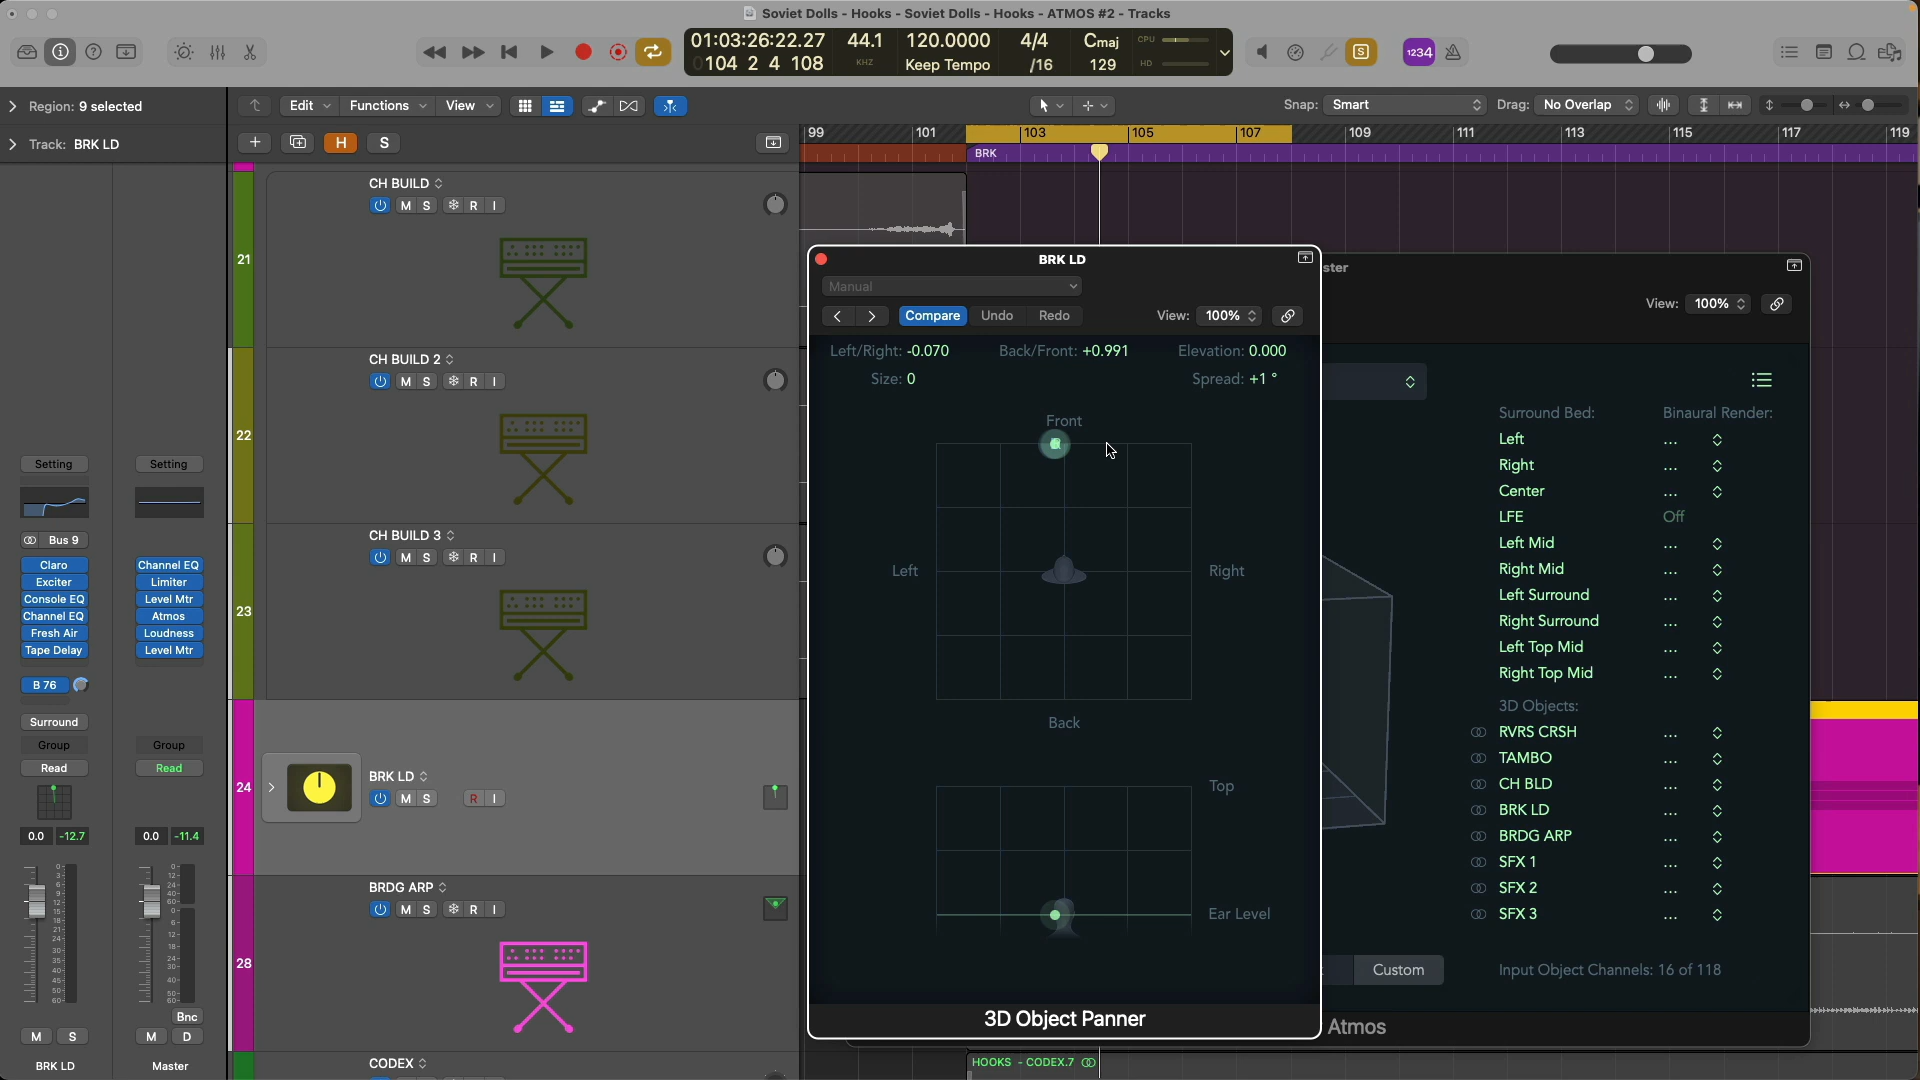 Soviet Dolls - Hooks - Soviet Dolls - Hooks - ATMOS #2 - Tracks
01:03:26:22.27 44.1 120.0000 4/4 Cmaj CPU
104 2 4 108 KHZ Keep Tempo /16 129 HD
1234
Region: 9 selected
Edit Functions View
Snap: Smart Drag: No Overlap
Track: BRK LD
H S
99 101 103 105 107 109 111 113 115 117 119
BRK
CH BUILD
M S R I
21
CH BUILD 2
M S R I
22
CH BUILD 3
M S R I
23
BRK LD
M S R I
24
BRDG ARP
M S R I
28
CODEX
HOOKS - CODEX.7
Setting Setting
Bus 9
Claro Channel EQ
Exciter Limiter
Console EQ Level Mtr
Channel EQ Atmos
Fresh Air Loudness
Tape Delay Level Mtr
B 76
Surround
Group Group
Read Read
0.0 -12.7 0.0 -11.4
Bnc
M S M D
BRK LD Master
BRK LD
Manual
Compare Undo Redo View: 100%
Left/Right: -0.070 Back/Front: +0.991 Elevation: 0.000
Size: 0 Spread: +1 °
Front
Left Right
Back
Top
Ear Level
3D Object Panner
ster
View: 100%
Surround Bed: Binaural Render:
Left ...
Right ...
Center ...
LFE Off
Left Mid ...
Right Mid ...
Left Surround ...
Right Surround ...
Left Top Mid ...
Right Top Mid ...
3D Objects:
RVRS CRSH ...
TAMBO ...
CH BLD ...
BRK LD ...
BRDG ARP ...
SFX 1 ...
SFX 2 ...
SFX 3 ...
Custom Input Object Channels: 16 of 118
Atmos